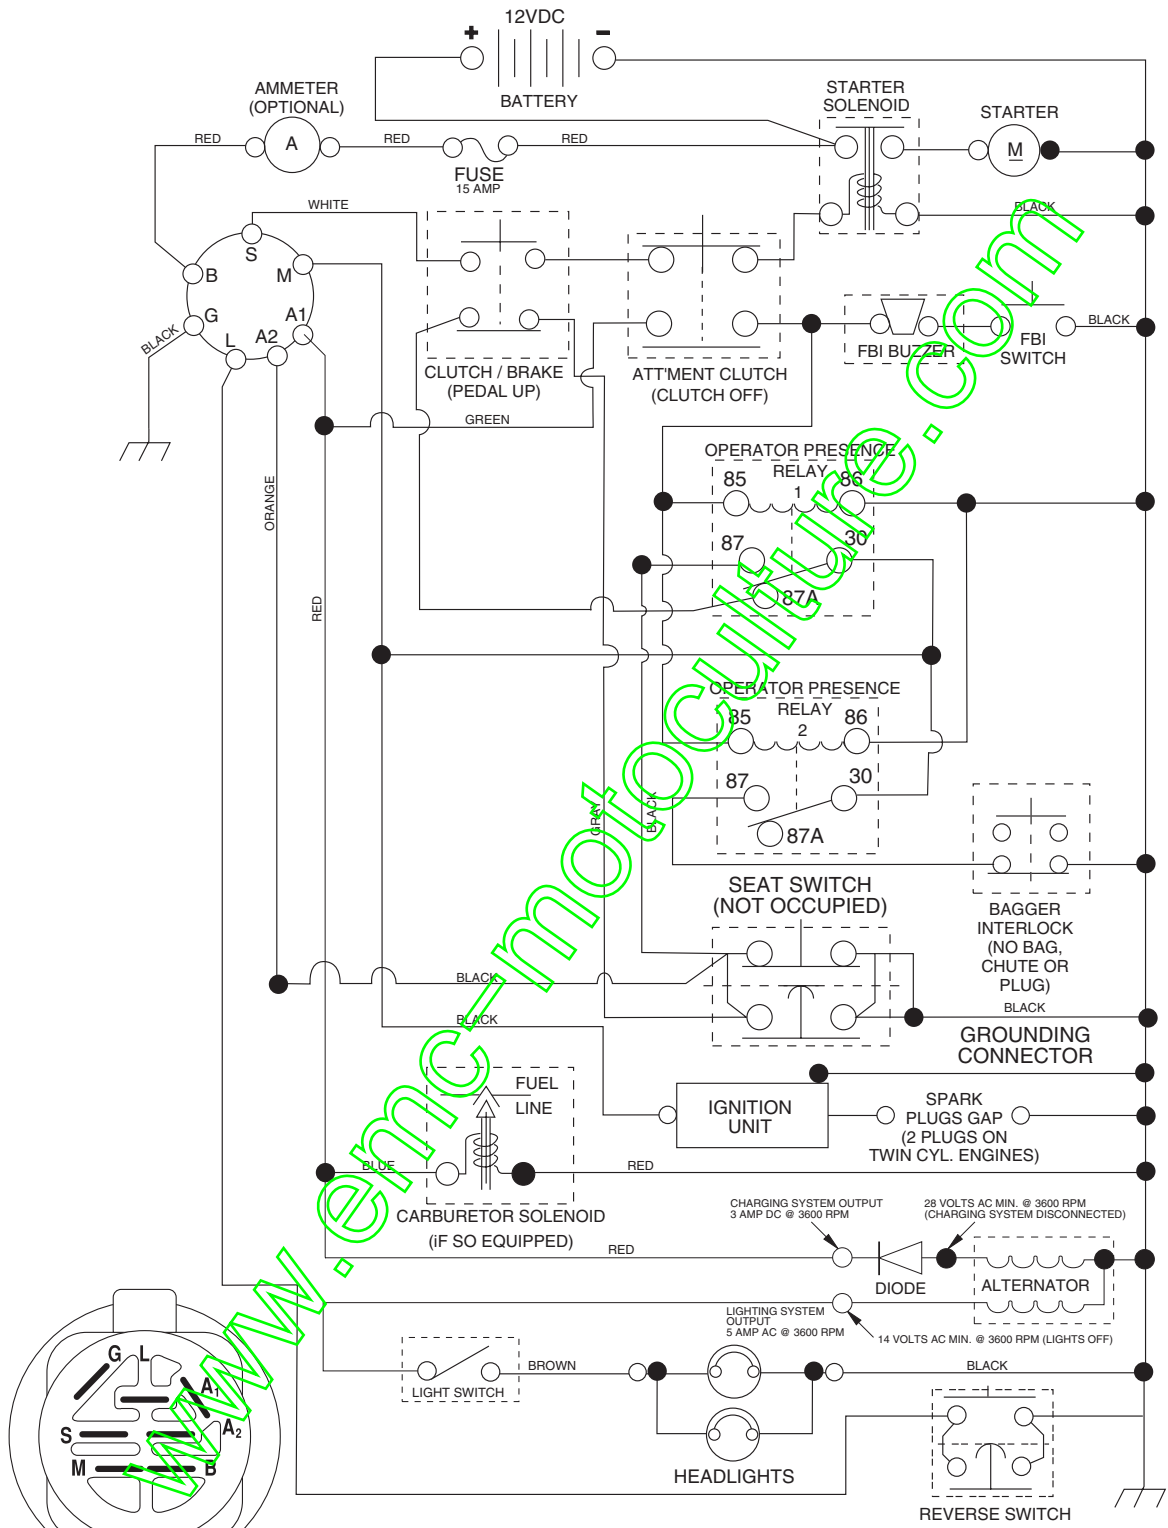 12VDC
+
–
BATTERY
AMMETER
(OPTIONAL)
A
RED
RED
RED
FUSE
15 AMP
STARTER
SOLENOID
STARTER
M
BLACK
WHITE
S
B
M
G
A1
L
A2
BLACK
CLUTCH / BRAKE
(PEDAL UP)
ATT'MENT CLUTCH
(CLUTCH OFF)
FBI BUZZER
FBI
SWITCH
BLACK
GREEN
ORANGE
RED
OPERATOR PRESENCE
RELAY
1
85
86
87
30
87A
OPERATOR PRESENCE
RELAY
2
85
86
87
30
87A
GRAY
BLACK
SEAT SWITCH
(NOT OCCUPIED)
BAGGER
INTERLOCK
(NO BAG,
CHUTE OR
PLUG)
BLACK
BLACK
BLACK
GROUNDING
CONNECTOR
FUEL
LINE
IGNITION
UNIT
SPARK
PLUGS GAP
(2 PLUGS ON
TWIN CYL. ENGINES)
BLUE
RED
CARBURETOR SOLENOID
(iF SO EQUIPPED)
CHARGING SYSTEM OUTPUT
3 AMP DC @ 3600 RPM
28 VOLTS AC MIN. @ 3600 RPM
(CHARGING SYSTEM DISCONNECTED)
RED
DIODE
ALTERNATOR
LIGHTING SYSTEM
OUTPUT
5 AMP AC @ 3600 RPM
14 VOLTS AC MIN. @ 3600 RPM (LIGHTS OFF)
LIGHT SWITCH
BROWN
BLACK
HEADLIGHTS
REVERSE SWITCH
G
L
A1
A2
S
M
B
www.emc-motoculture.com